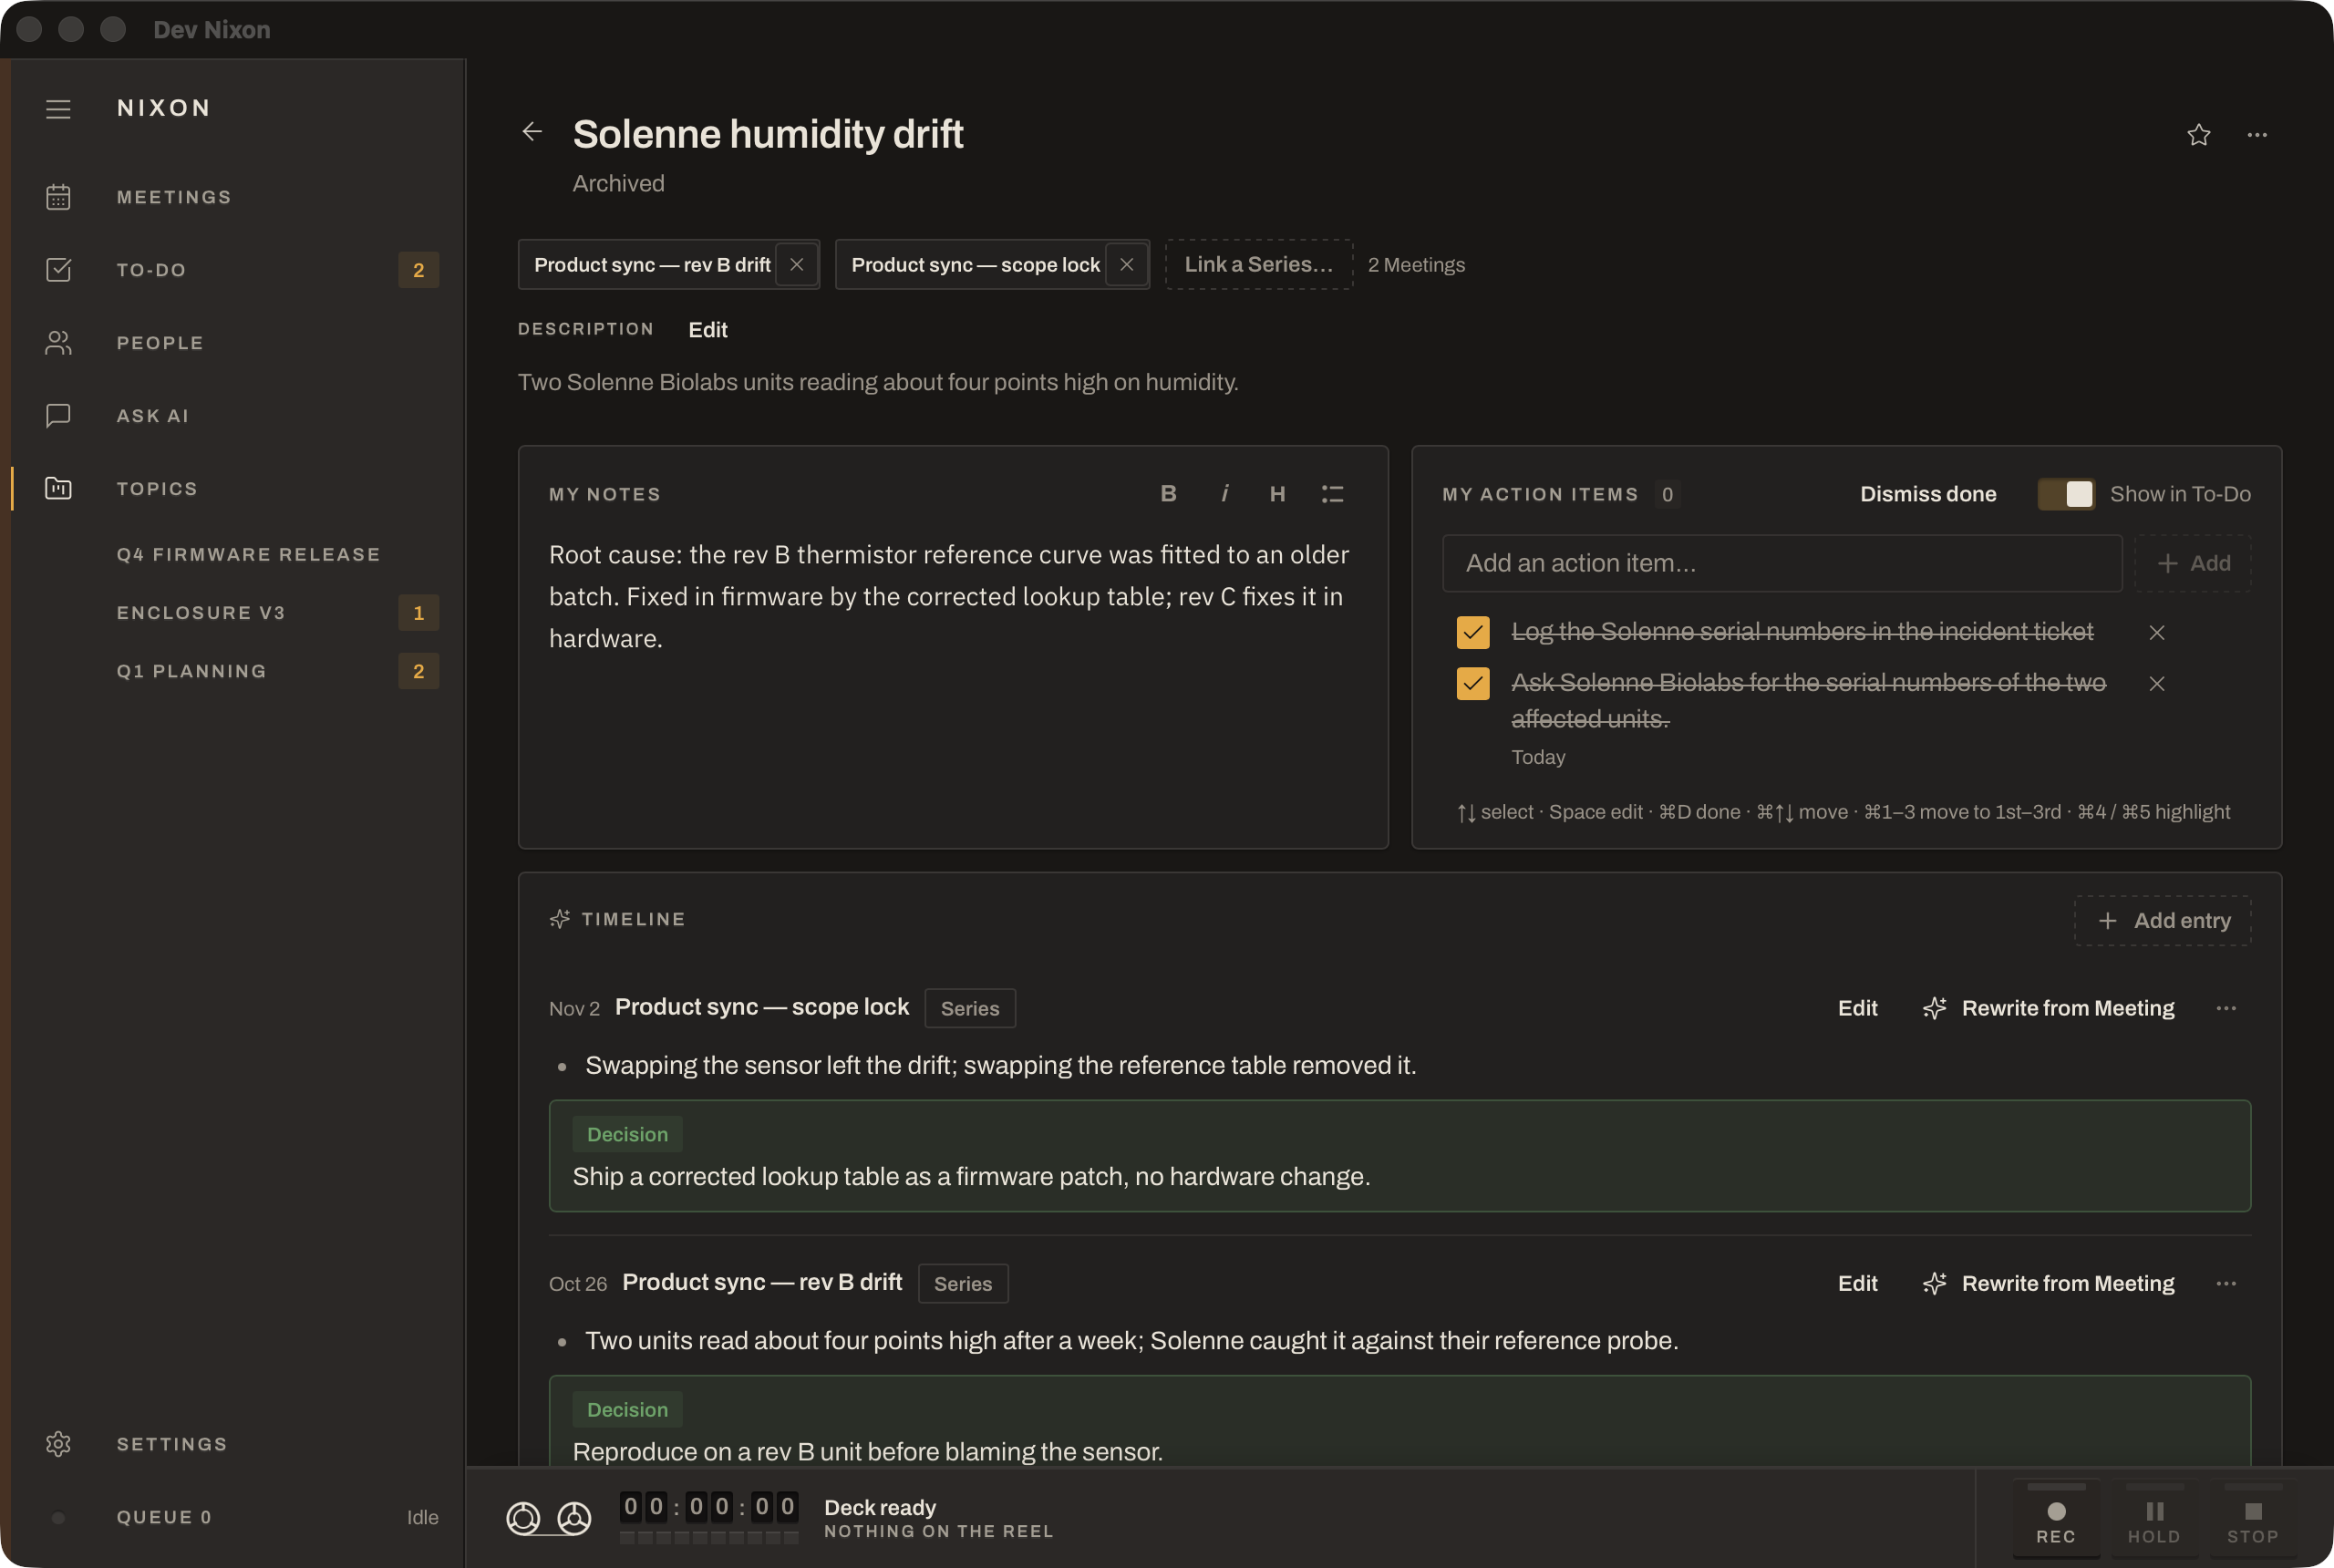 Dev Nixon
NIXON
MEETINGS
TO-DO 2
PEOPLE
ASK AI
TOPICS
Q4 FIRMWARE RELEASE
ENCLOSURE V3 1
Q1 PLANNING 2
SETTINGS
QUEUE 0 Idle
Solenne humidity drift
Archived
Product sync — rev B drift
Product sync — scope lock
Link a Series...
2 Meetings
DESCRIPTION Edit
Two Solenne Biolabs units reading about four points high on humidity.
MY NOTES B i H
Root cause: the rev B thermistor reference curve was fitted to an older
batch. Fixed in firmware by the corrected lookup table; rev C fixes it in
hardware.
MY ACTION ITEMS 0 Dismiss done Show in To-Do
Add an action item... + Add
Log the Solenne serial numbers in the incident ticket
Ask Solenne Biolabs for the serial numbers of the two
affected units.
Today
↑↓ select · Space edit · ⌘D done · ⌘↑↓ move · ⌘1–3 move to 1st–3rd · ⌘4 / ⌘5 highlight
TIMELINE + Add entry
Nov 2 Product sync — scope lock Series Edit Rewrite from Meeting
• Swapping the sensor left the drift; swapping the reference table removed it.
Decision
Ship a corrected lookup table as a firmware patch, no hardware change.
Oct 26 Product sync — rev B drift Series Edit Rewrite from Meeting
• Two units read about four points high after a week; Solenne caught it against their reference probe.
Decision
Reproduce on a rev B unit before blaming the sensor.
00:00:00
Deck ready
NOTHING ON THE REEL
REC HOLD STOP